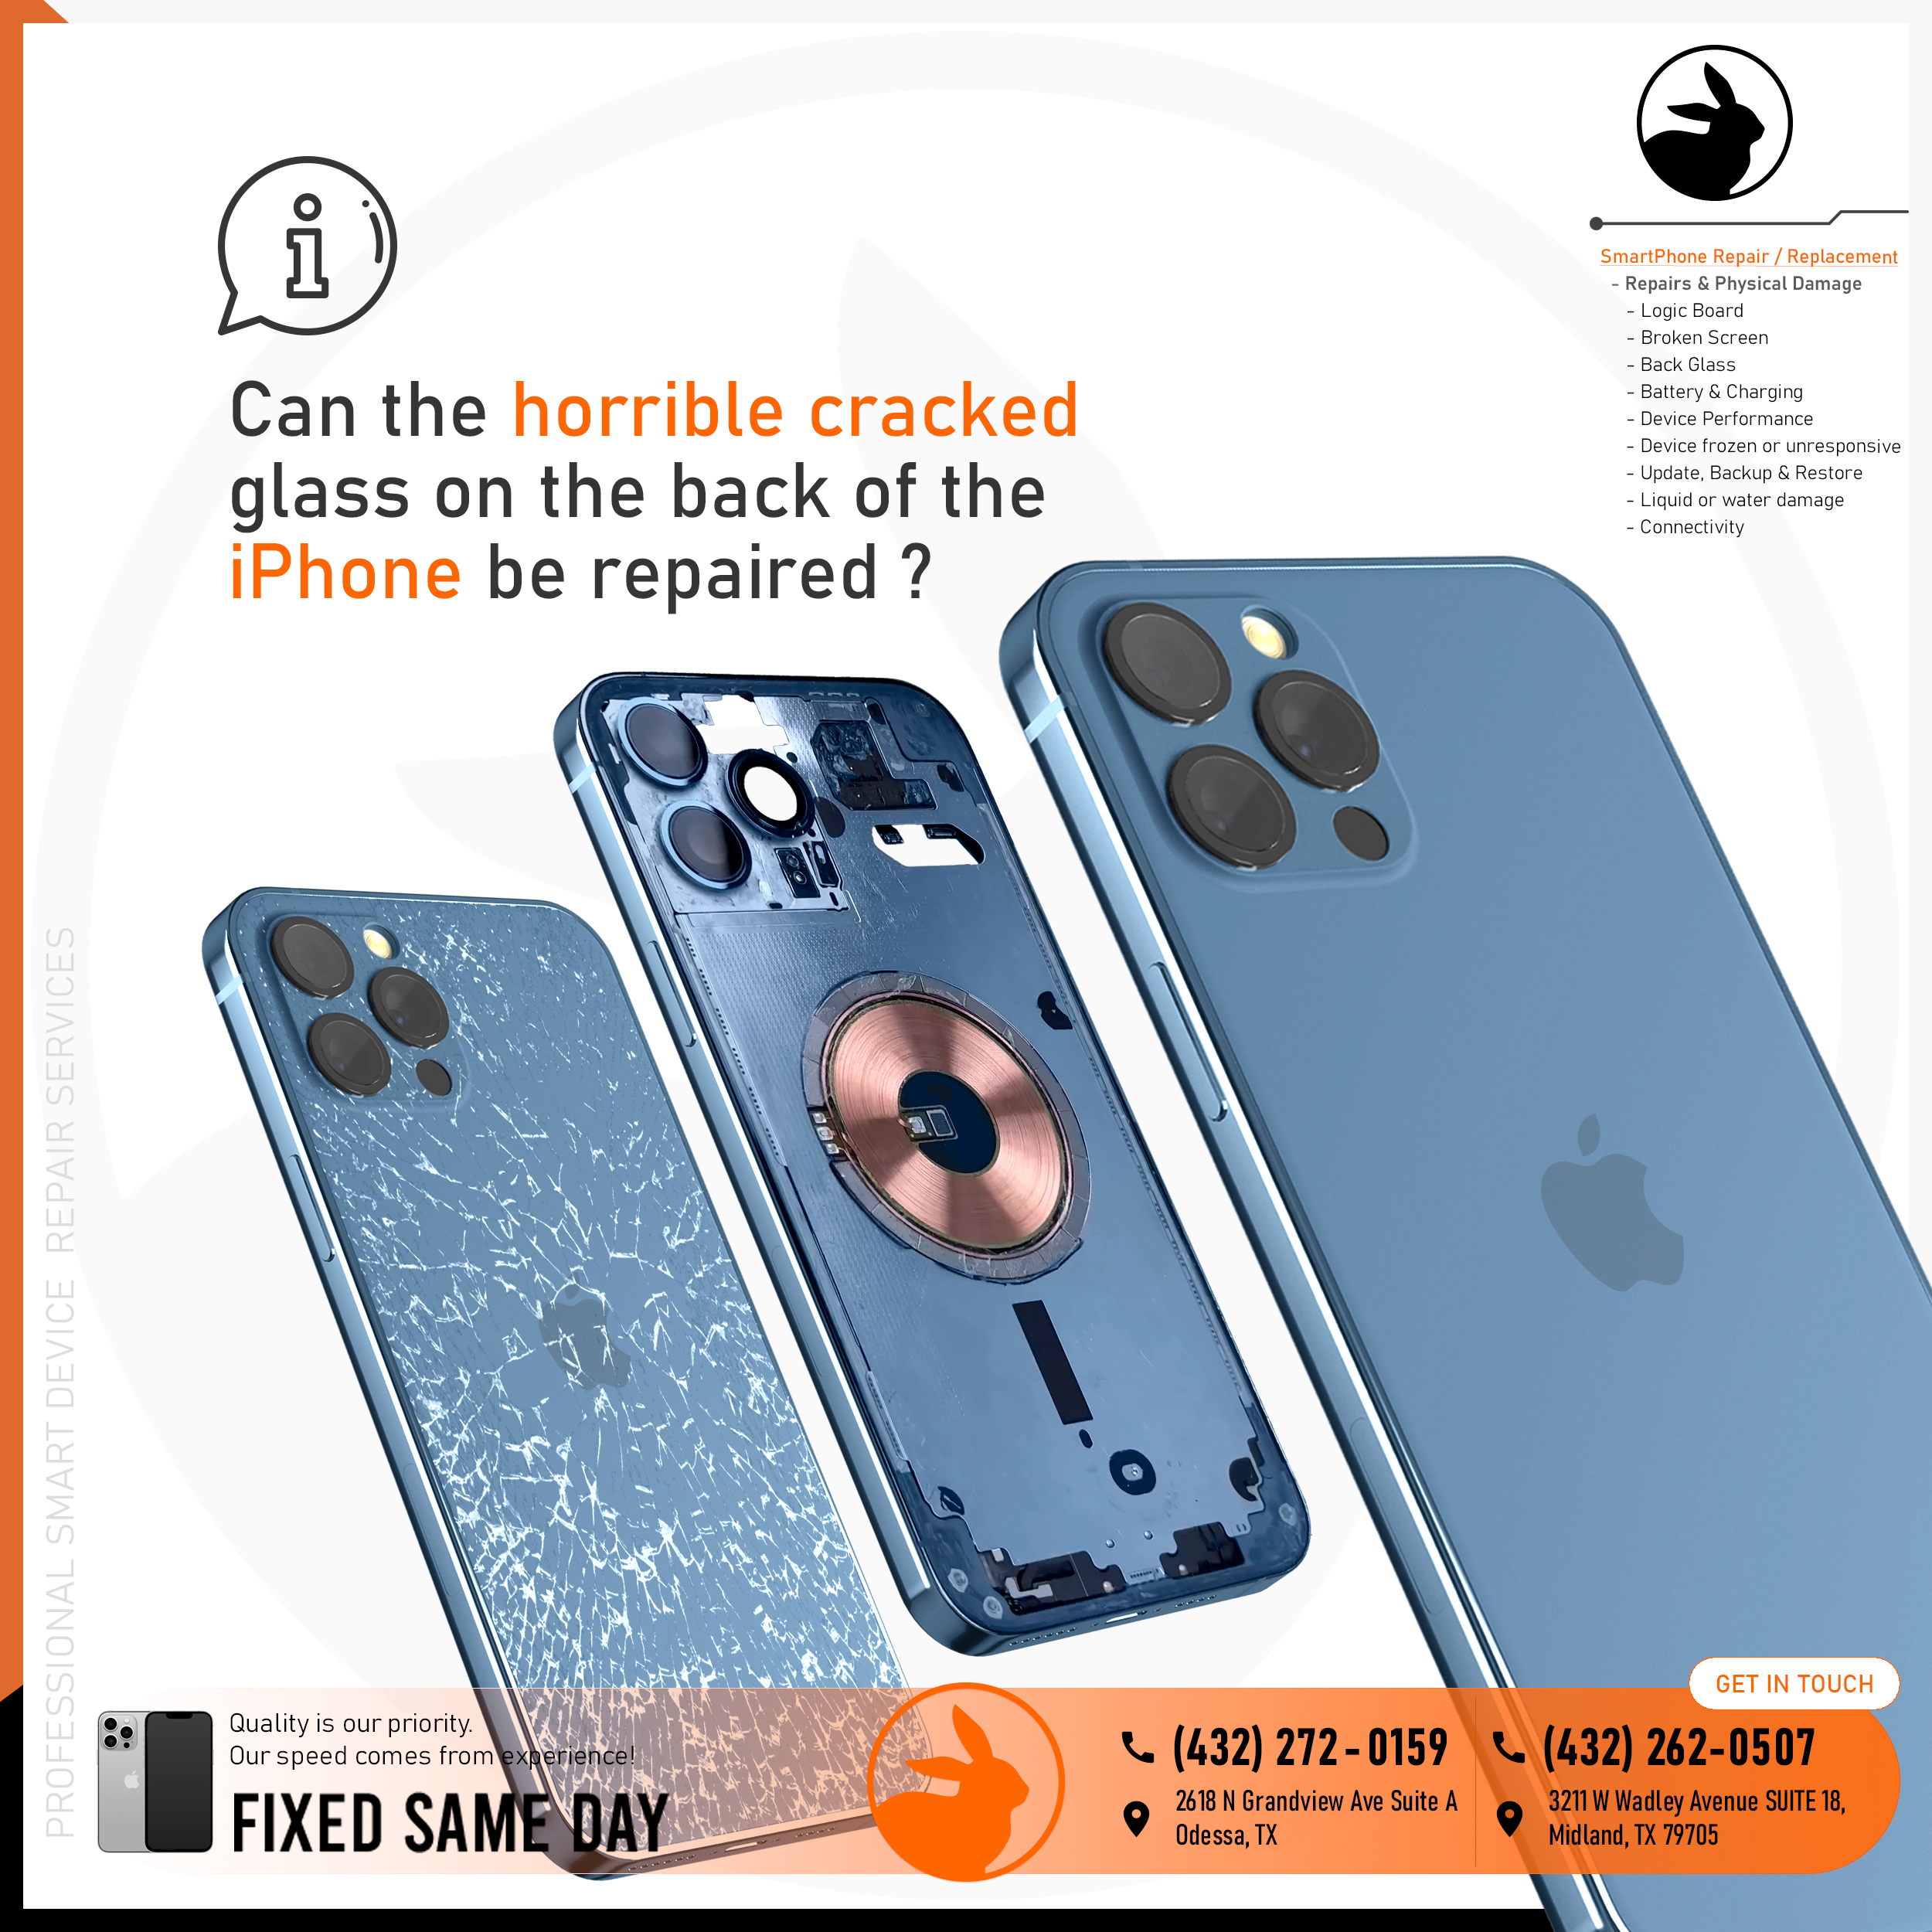 i
Can the horrible cracked
glass on the back of the
iPhone be repaired ?
SmartPhone Repair / Replacement
- Repairs & Physical Damage
- Logic Board
- Broken Screen
- Back Glass
- Battery & Charging
- Device Performance
- Device frozen or unresponsive
- Update, Backup & Restore
- Liquid or water damage
- Connectivity
PROFESSIONAL SMART DEVICE REPAIR SERVICES
Quality is our priority.
Our speed comes from experience!
FIXED SAME DAY
GET IN TOUCH
(432) 272-0159
2618 N Grandview Ave Suite A
Odessa, TX
(432) 262-0507
3211 W Wadley Avenue SUITE 18,
Midland, TX 79705